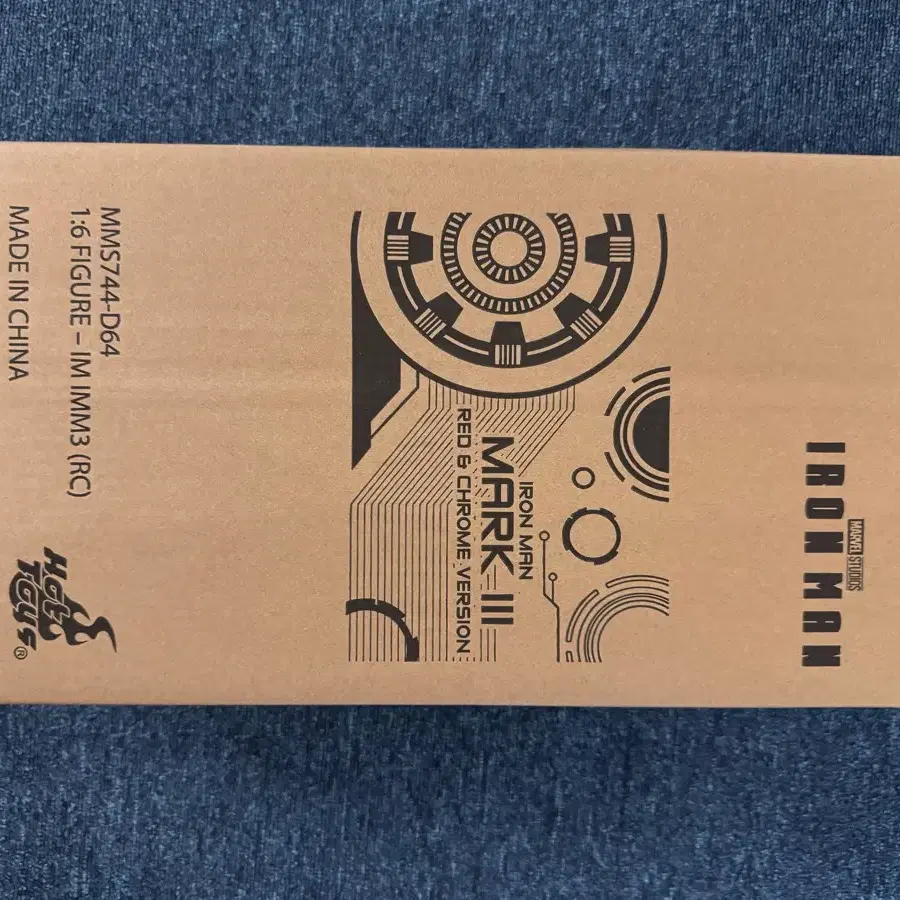 MARVEL STUDIOS
IRON MAN
IRON MAN
MARK III
RED & CHROME VERSION
MMS744-D64
1:6 FIGURE – IM IMM3 (RC)
MADE IN CHINA
HOT TOYS®